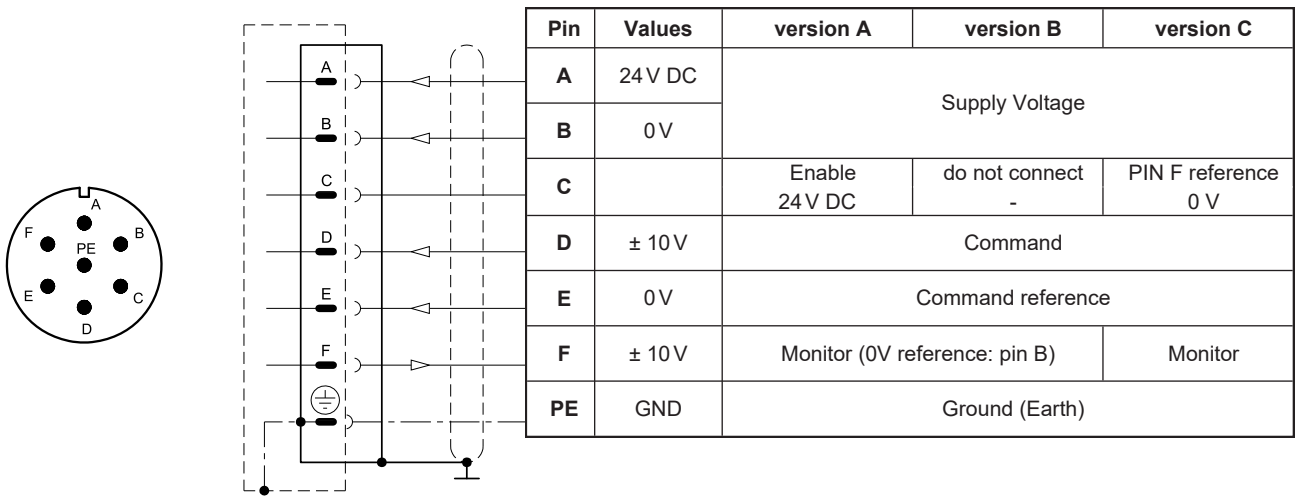 A
F
B
PE
E
C
D
A
B
C
D
E
F
Pin Values version A version B version C
A 24 V DC Supply Voltage
B 0 V
C Enable do not connect PIN F reference
24 V DC - 0 V
D ± 10 V Command
E 0 V Command reference
F ± 10 V Monitor (0V reference: pin B) Monitor
PE GND Ground (Earth)